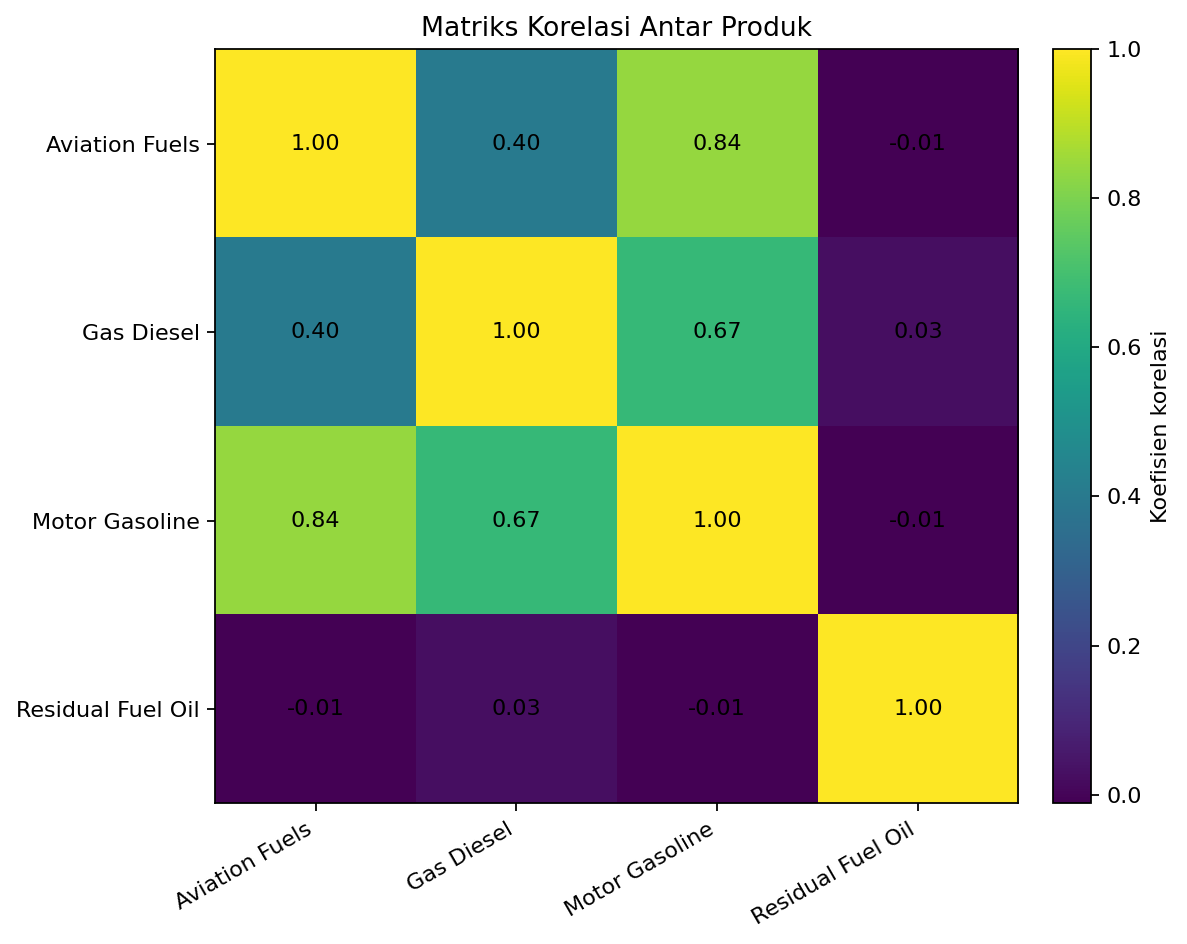 Matriks Korelasi Antar Produk
Aviation Fuels 1.00 0.40 0.84 -0.01
Gas Diesel 0.40 1.00 0.67 0.03
Motor Gasoline 0.84 0.67 1.00 -0.01
Residual Fuel Oil -0.01 0.03 -0.01 1.00
Aviation Fuels Gas Diesel Motor Gasoline Residual Fuel Oil
1.0
0.8
0.6
0.4
0.2
0.0
Koefisien korelasi